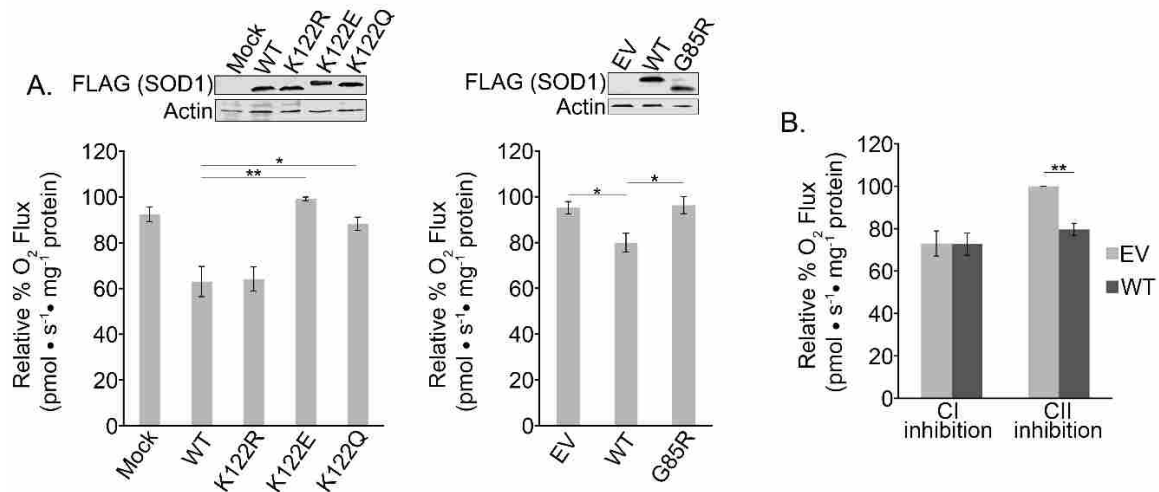 A.
Mock
WT
K122R
K122E
K122Q
FLAG (SOD1)
Actin
Relative % O2 Flux
(pmol • s-1• mg-1 protein)
120
100
80
60
40
20
0
*
**
Mock
WT
K122R
K122E
K122Q
EV
WT
G85R
FLAG (SOD1)
Actin
Relative % O2 Flux
(pmol • s-1• mg-1 protein)
120
100
80
60
40
20
0
*
*
EV
WT
G85R
B.
Relative % O2 Flux
(pmol • s-1• mg-1 protein)
120
100
80
60
40
20
0
**
EV
WT
CI
inhibition
CII
inhibition